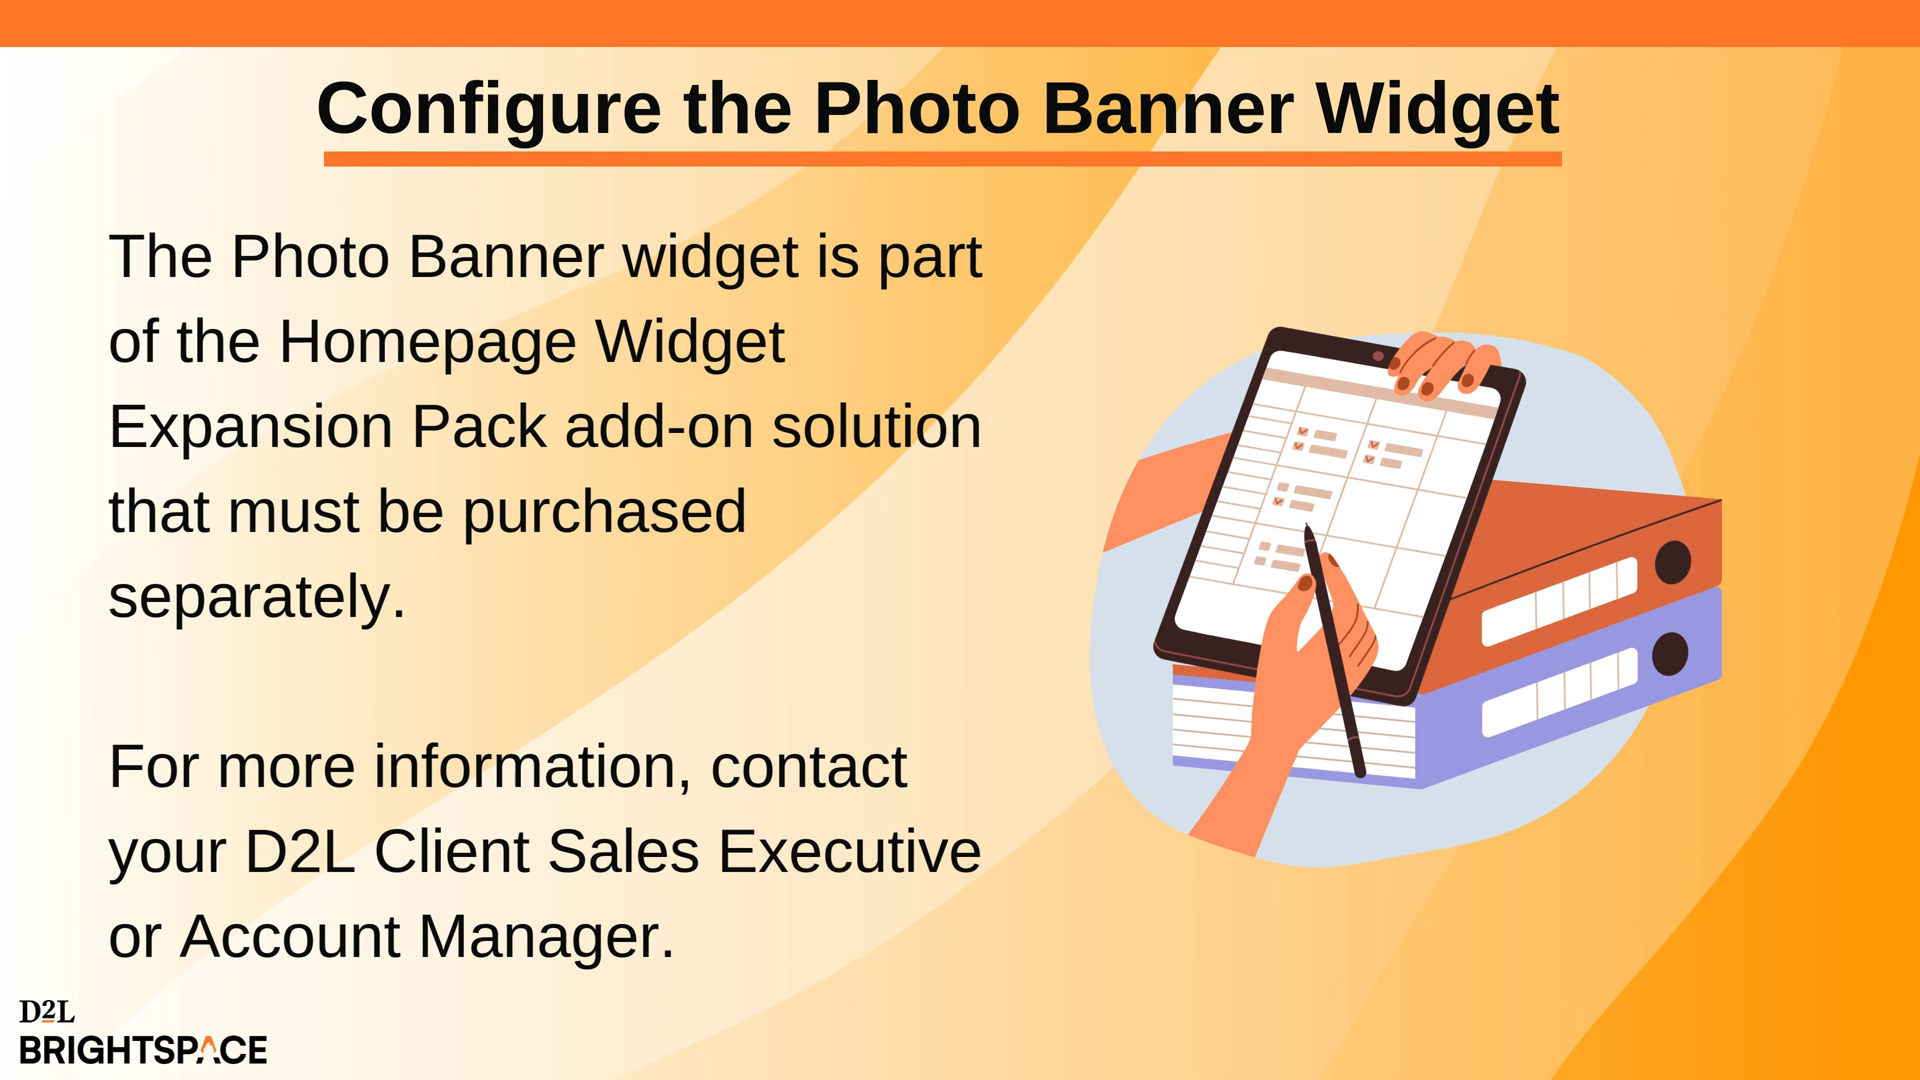 Configure the Photo Banner Widget
The Photo Banner widget is part
of the Homepage Widget
Expansion Pack add-on solution
that must be purchased
separately.
For more information, contact
your D2L Client Sales Executive
or Account Manager.
D2L
BRIGHTSPACE